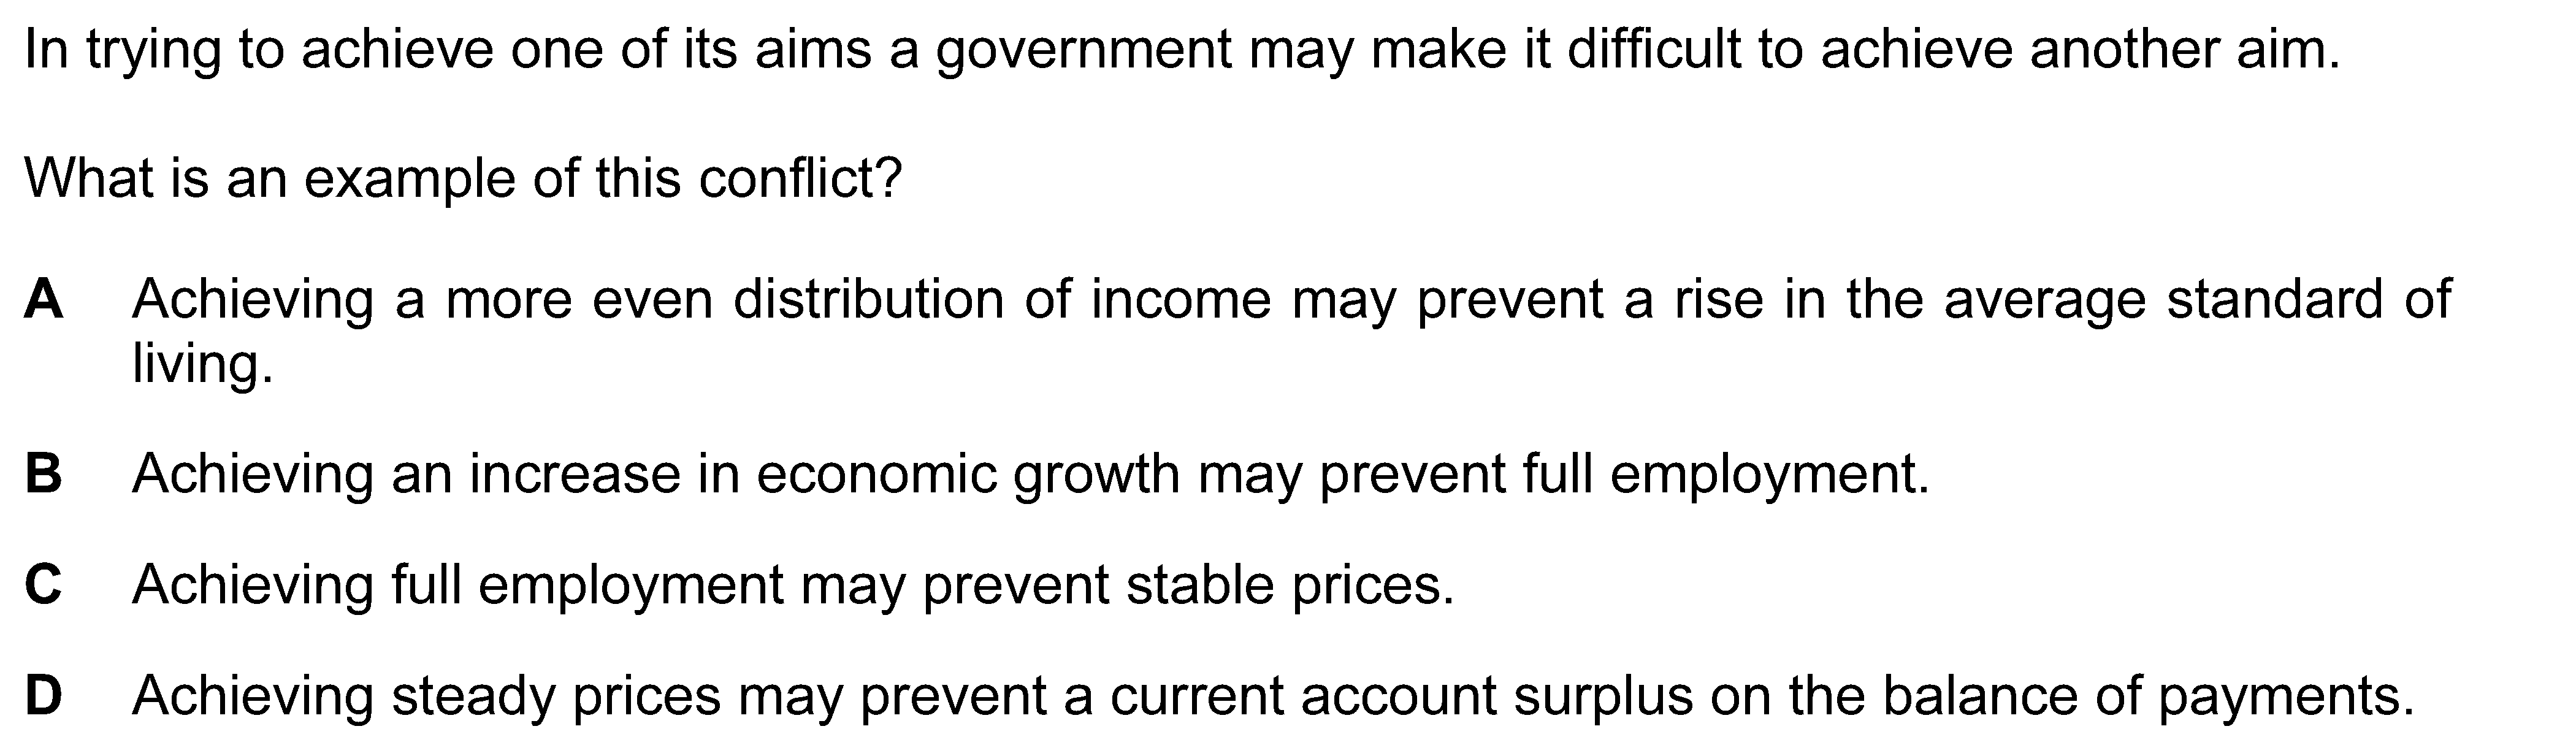 In trying to achieve one of its aims a government may make it difficult to achieve another aim.
What is an example of this conflict?
A Achieving a more even distribution of income may prevent a rise in the average standard of
living.
B Achieving an increase in economic growth may prevent full employment.
C Achieving full employment may prevent stable prices.
D Achieving steady prices may prevent a current account surplus on the balance of payments.